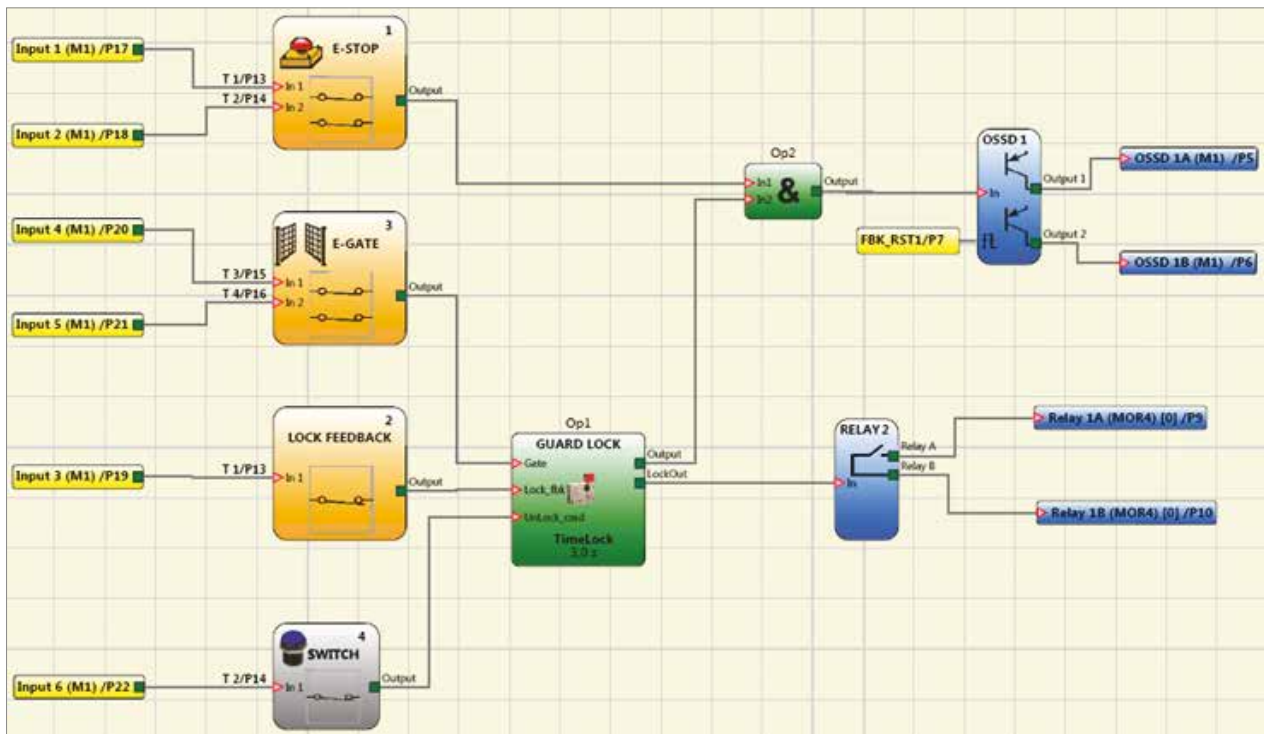 1
E-STOP
Input 1 (M1) /P17
T 1/P13
In 1
T 2/P14
In 2
Output
Input 2 (M1) /P18
Op2
In1
In2
&
Output
OSSD 1
In
Output 1
Output 2
OSSD 1A (M1) /P5
FBK_RST1/P7
OSSD 1B (M1) /P6
3
E-GATE
Input 4 (M1) /P20
T 3/P15
In 1
T 4/P16
In 2
Output
Input 5 (M1) /P21
2
LOCK FEEDBACK
Input 3 (M1) /P19
T 1/P13
In 1
Output
Op1
GUARD LOCK
Gate
Lock_fbk
UnLock_cmd
Output
LockOut
TimeLock
3.0 s
RELAY 2
In
Relay A
Relay B
Relay 1A (MOR4) [0] /P9
Relay 1B (MOR4) [0] /P10
4
SWITCH
Input 6 (M1) /P22
T 2/P14
In 1
Output